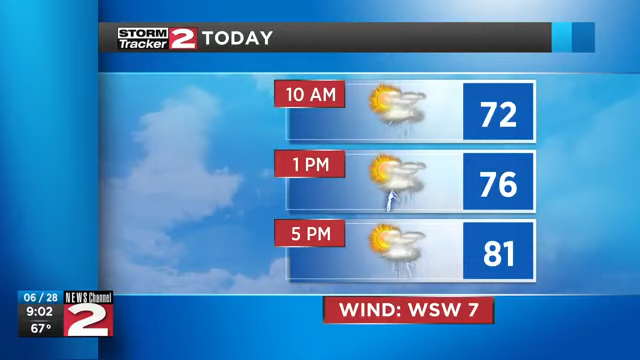 STORM
Tracker 2 TODAY
10 AM
72
1 PM
76
5 PM
81
WIND: WSW 7
06 / 28
9:02
67°
NEWS Channel
2